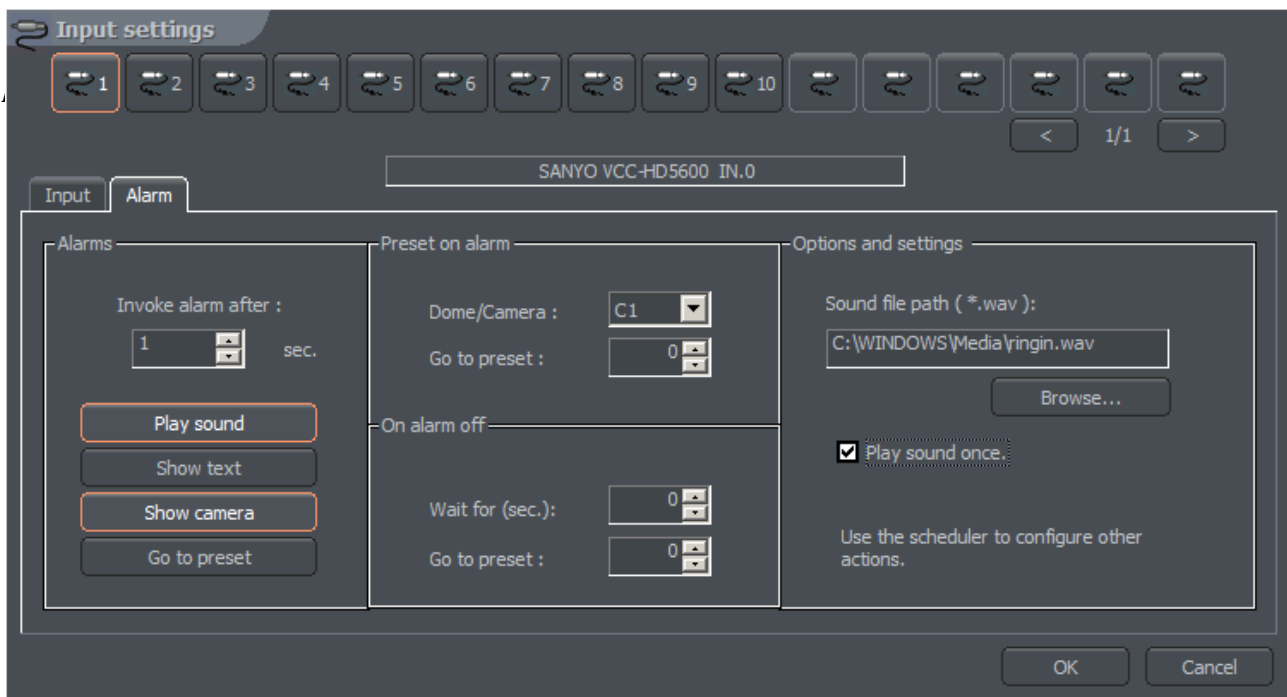 Input settings
1 2 3 4 5 6 7 8 9 10
< 1/1 >
SANYO VCC-HD5600 IN.0
Input Alarm
Alarms
Invoke alarm after :
1 sec.
Play sound
Show text
Show camera
Go to preset
Preset on alarm
Dome/Camera : C1
Go to preset : 0
On alarm off
Wait for (sec.): 0
Go to preset : 0
Options and settings
Sound file path ( *.wav ):
C:\WINDOWS\Media\ringin.wav
Browse...
Play sound once.
Use the scheduler to configure other
actions.
OK Cancel